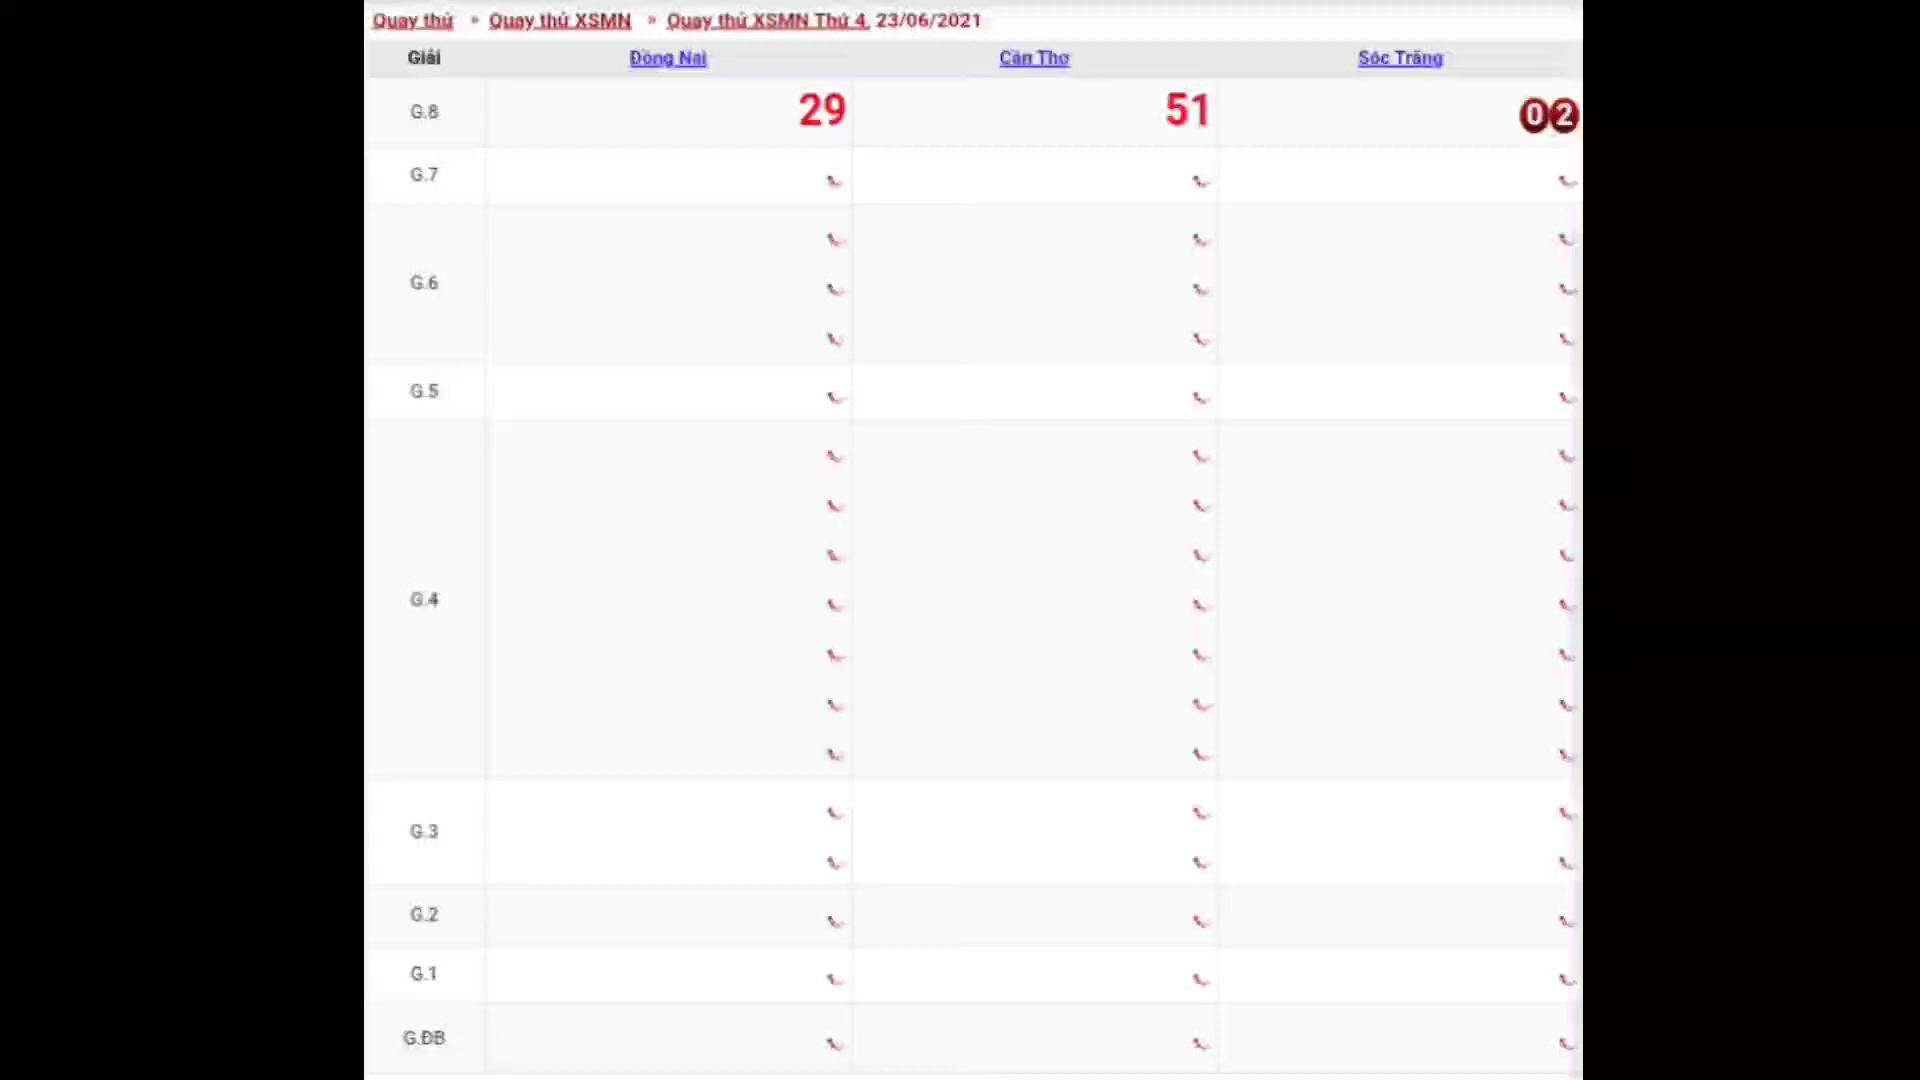 Quay thử » Quay thử XSMN » Quay thử XSMN Thứ 4, 23/06/2021
Giải Đồng Nai Cần Thơ Sóc Trăng
G.8 29 51 02
G.7
G.6
G.5
G.4
G.3
G.2
G.1
G.ĐB